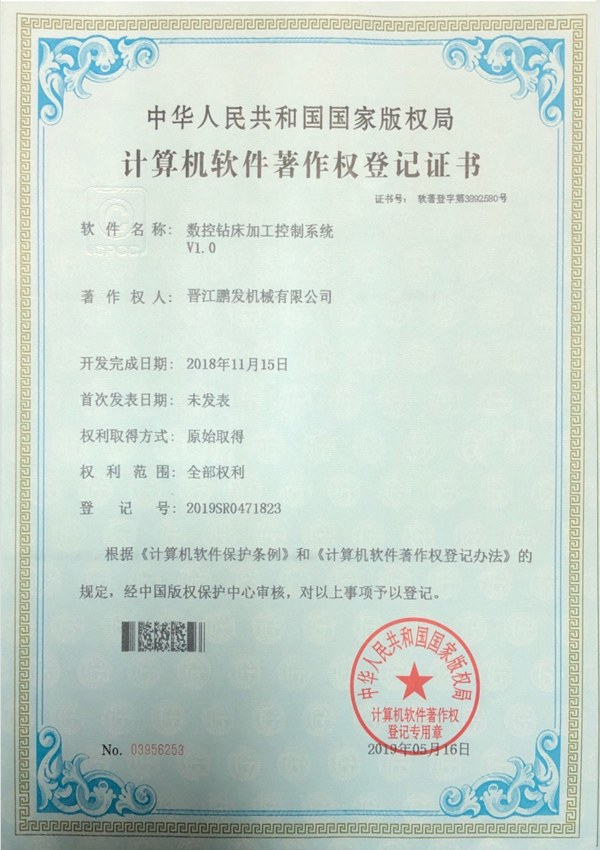 中华人民共和国国家版权局
计算机软件著作权登记证书
证书号： 软著登字第3892580号
CPCC
软件名称： 数控钻床加工控制系统
V1.0
著作权人： 晋江鹏发机械有限公司
开发完成日期： 2018年11月15日
首次发表日期： 未发表
权利取得方式： 原始取得
权利范围： 全部权利
登记号： 2019SR0471823
根据《计算机软件保护条例》和《计算机软件著作权登记办法》的
规定，经中国版权保护中心审核，对以上事项予以登记。
中华人民共和国国家版权局
计算机软件著作权
登记专用章
No. 03956253
2019年05月16日